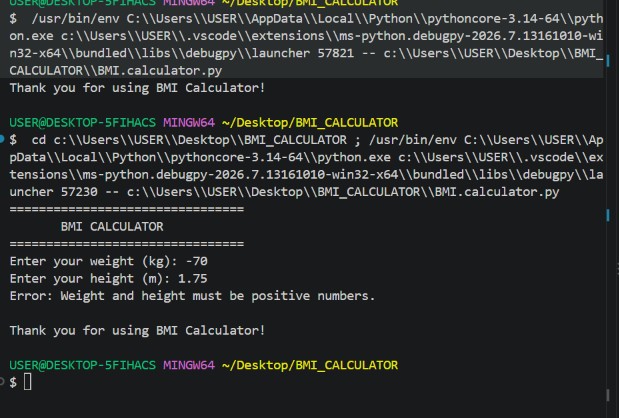 USER@DESKTOP-5FIHACS MINGW64 ~/Desktop/BMI_CALCULATOR
$  /usr/bin/env C:\\Users\\USER\\AppData\\Local\\Python\\pythoncore-3.14-64\\pyth
on.exe c:\\Users\\USER\\.vscode\\extensions\\ms-python.debugpy-2026.7.13161010-wi
n32-x64\\bundled\\libs\\debugpy\\launcher 57821 -- c:\\Users\\USER\\Desktop\\BMI_
CALCULATOR\\BMI.calculator.py
Thank you for using BMI Calculator!
USER@DESKTOP-5FIHACS MINGW64 ~/Desktop/BMI_CALCULATOR
$  cd c:\\Users\\USER\\Desktop\\BMI_CALCULATOR ; /usr/bin/env C:\\Users\\USER\\Ap
pData\\Local\\Python\\pythoncore-3.14-64\\python.exe c:\\Users\\USER\\.vscode\\ex
tensions\\ms-python.debugpy-2026.7.13161010-win32-x64\\bundled\\libs\\debugpy\\la
uncher 57230 -- c:\\Users\\USER\\Desktop\\BMI_CALCULATOR\\BMI.calculator.py
================================
BMI CALCULATOR
================================
Enter your weight (kg): -70
Enter your height (m): 1.75
Error: Weight and height must be positive numbers.
Thank you for using BMI Calculator!
USER@DESKTOP-5FIHACS MINGW64 ~/Desktop/BMI_CALCULATOR
$